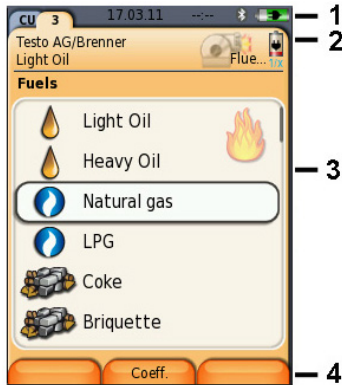 CU 3 17.03.11 --:-- 1
Testo AG/Brenner 2
Light Oil Flue... 1/x
Fuels
Light Oil
Heavy Oil
3
Natural gas
LPG
Coke
Briquette
Coeff. 4